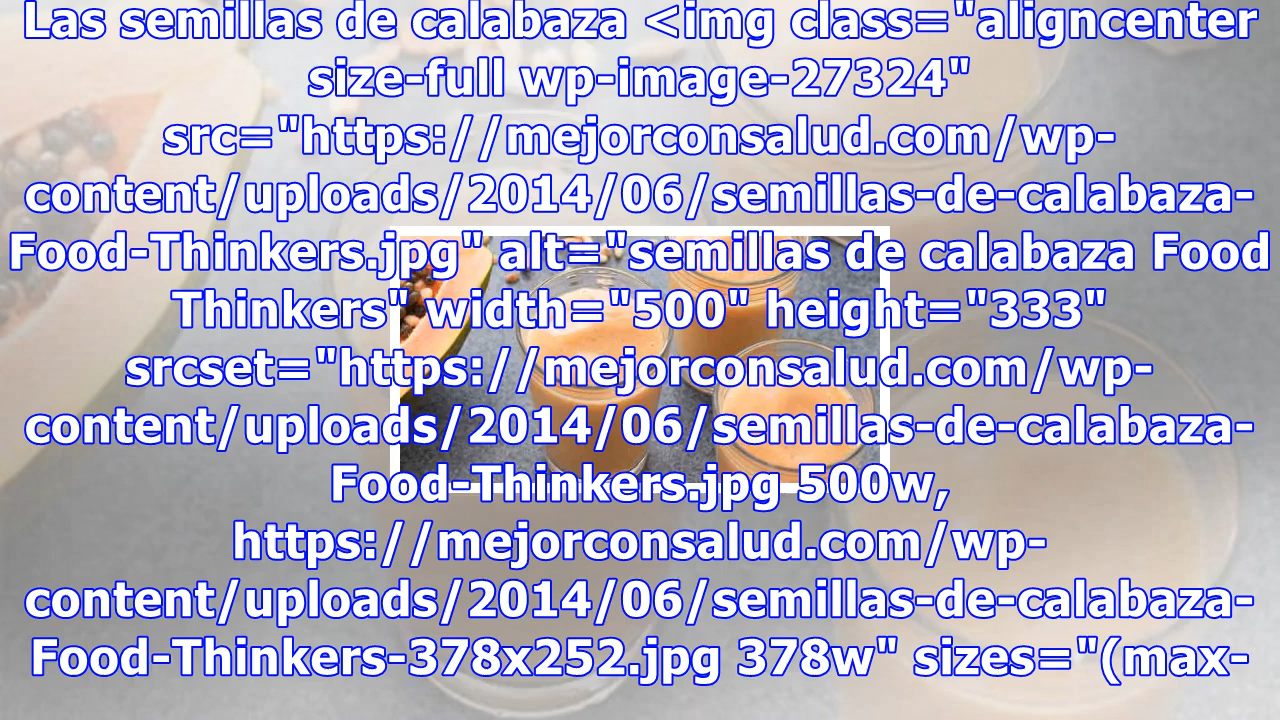 Las semillas de calabaza <img class="aligncenter
size-full wp-image-27324"
src="https://mejorconsalud.com/wp-
content/uploads/2014/06/semillas-de-calabaza-
Food-Thinkers.jpg" alt="semillas de calabaza Food
Thinkers" width="500" height="333"
srcset="https://mejorconsalud.com/wp-
content/uploads/2014/06/semillas-de-calabaza-
Food-Thinkers.jpg 500w,
https://mejorconsalud.com/wp-
content/uploads/2014/06/semillas-de-calabaza-
Food-Thinkers-378x252.jpg 378w" sizes="(max-